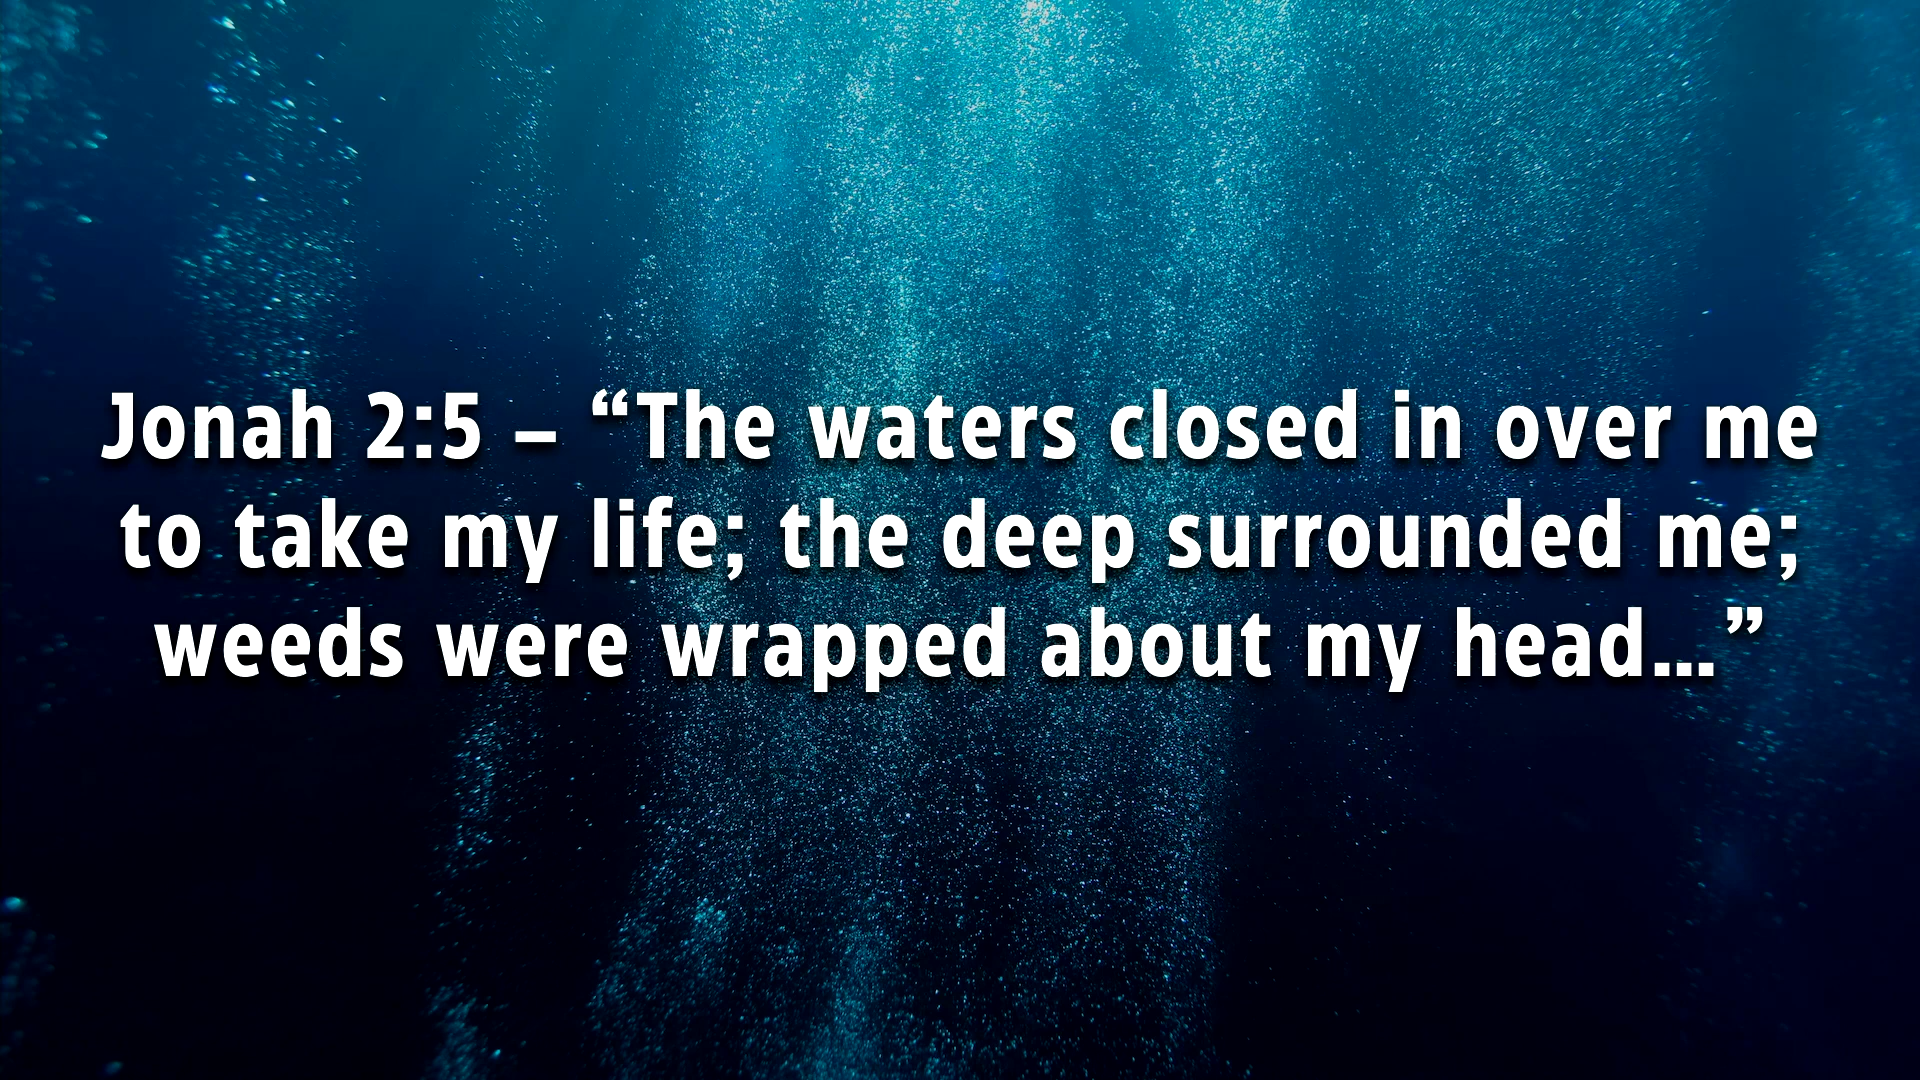 Jonah 2:5 – “The waters closed in over me
to take my life; the deep surrounded me;
weeds were wrapped about my head…”